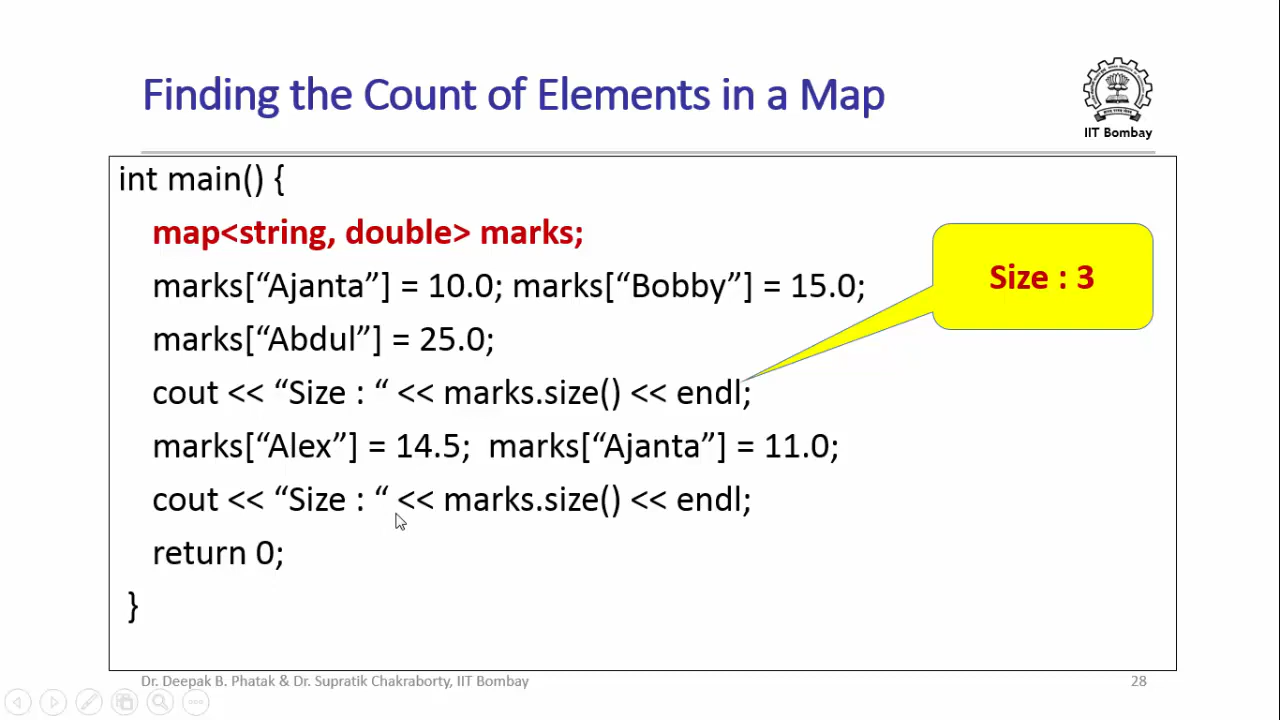 Finding the Count of Elements in a Map
IIT Bombay
int main() {
map<string, double> marks;
marks[“Ajanta”] = 10.0; marks[“Bobby”] = 15.0;
marks[“Abdul”] = 25.0;
cout << “Size : “ << marks.size() << endl;
marks[“Alex”] = 14.5;  marks[“Ajanta”] = 11.0;
cout << “Size : “ << marks.size() << endl;
return 0;
}
Size : 3
Dr. Deepak B. Phatak & Dr. Supratik Chakraborty, IIT Bombay
28